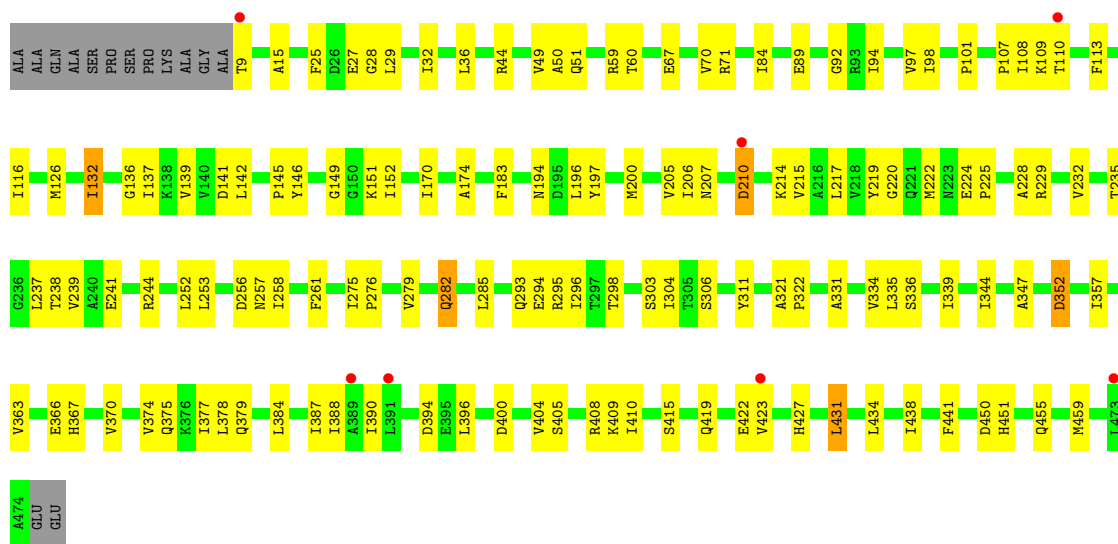 ALA ALA GLN ALA SER PRO SER PRO LYS ALA GLY ALA T9 A15 F25 D26 E27 G28 L29 I32 L36 R44 V49 A50 Q51 R59 T60 E67 V70 R71 I84 E89 G92 R93 I94 V97 I98 P101 P107 I108 K109 T110 F113
I116 M126 I132 G136 I137 K138 V139 V140 D141 L142 P145 Y146 G149 G150 K151 I152 I170 A174 F183 N194 D195 L196 Y197 M200 V205 I206 N207 D210 K214 V215 A216 L217 V218 Y219 G220 Q221 M222 N223 E224 P225 A228 R229 V232 T235
G236 L237 T238 V239 A240 E241 R244 L252 L253 D256 N257 I258 F261 I275 P276 V279 Q282 L285 Q293 E294 R295 I296 T297 T298 S303 I304 T305 S306 Y311 A321 P322 A331 V334 L335 S336 I339 I344 A347 D352 I357
V363 E366 H367 V370 V374 Q375 K376 I377 L378 Q379 L384 I387 I388 A389 I390 L391 D394 E395 L396 D400 V404 S405 R408 K409 I410 S415 Q419 E422 V423 H427 L431 L434 I438 F441 D450 H451 Q455 M459 L473
A474 GLU GLU